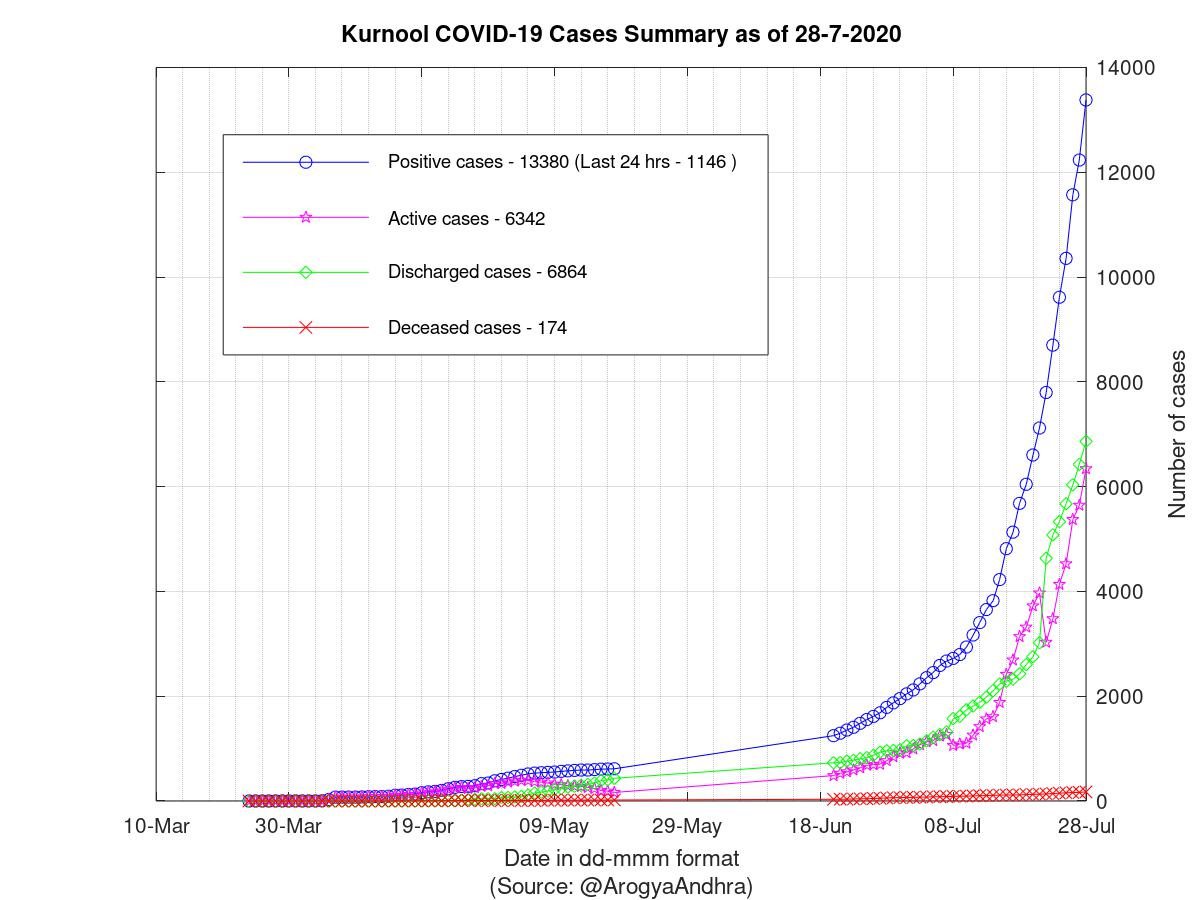 Kurnool COVID-19 Cases Summary as of 28-7-2020
Positive cases - 13380 (Last 24 hrs - 1146 )
Active cases - 6342
Discharged cases - 6864
Deceased cases - 174
14000
12000
10000
8000
6000
4000
2000
0
Number of cases
10-Mar 30-Mar 19-Apr 09-May 29-May 18-Jun 08-Jul 28-Jul
Date in dd-mmm format
(Source: @ArogyaAndhra)